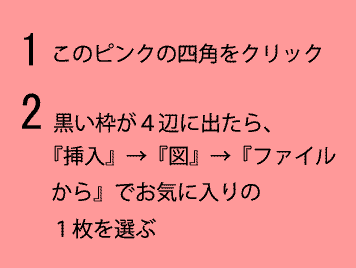 1 このピンクの四角をクリック
2 黒い枠が４辺に出たら、
『挿入』→『図』→『ファイル
から』でお気に入りの
１枚を選ぶ